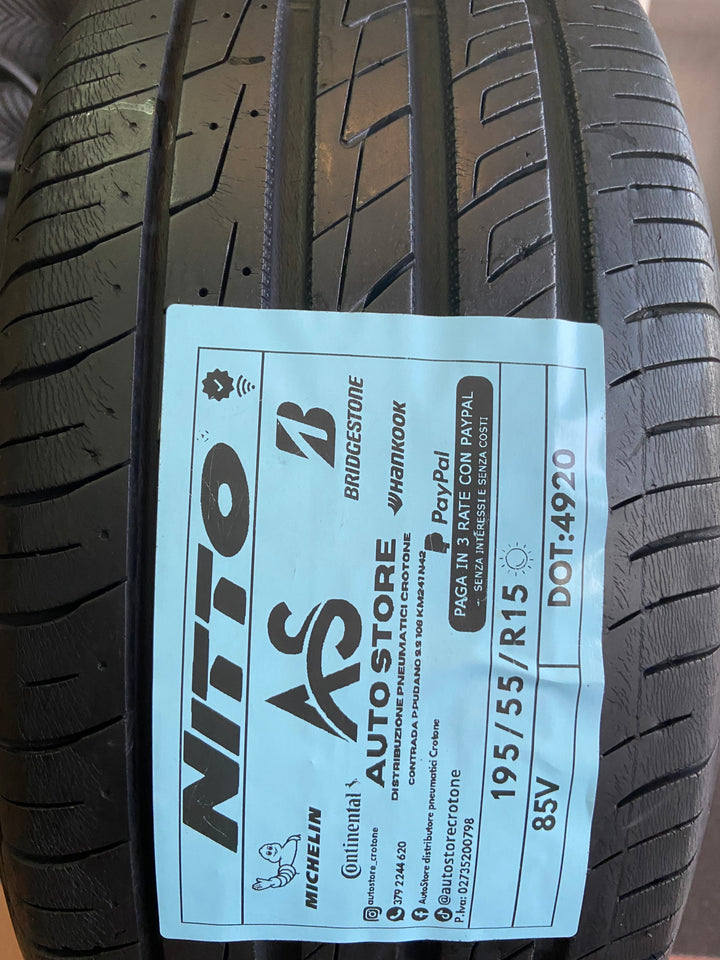 NITTO
BRIDGESTONE
HANKOOK
AS
AUTO STORE
DISTRIBUZIONE PNEUMATICI CROTONE
CONTRADA P.PUDANO S.S 106 KM241 N42
MICHELIN
Continental
PayPal
PAGA IN 3 RATE CON PAYPAL
SENZA INTERESSI E SENZA COSTI
autostore_crotone
379 2244 620
AutoStore distributore pneumatici Crotone
@autostorecrotone
P.Iva: 02735200798
195/55/R15
85V
DOT:4920